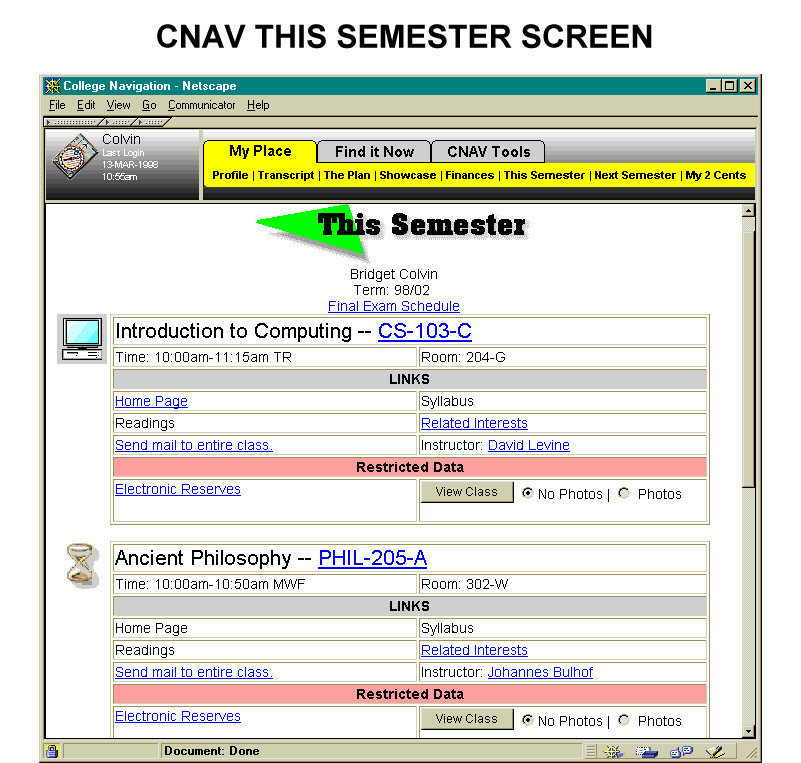 CNAV THIS SEMESTER SCREEN
College Navigation - Netscape
File Edit View Go Communicator Help
Colvin
Last Login
13-MAR-1998
10:55am
My Place Find it Now CNAV Tools
Profile | Transcript | The Plan | Showcase | Finances | This Semester | Next Semester | My 2 Cents
This Semester
Bridget Colvin
Term: 98/02
Final Exam Schedule
Introduction to Computing -- CS-103-C
Time: 10:00am-11:15am TR Room: 204-G
LINKS
Home Page Syllabus
Readings Related Interests
Send mail to entire class. Instructor: David Levine
Restricted Data
Electronic Reserves View Class No Photos | Photos
Ancient Philosophy -- PHIL-205-A
Time: 10:00am-10:50am MWF Room: 302-W
LINKS
Home Page Syllabus
Readings Related Interests
Send mail to entire class. Instructor: Johannes Bulhof
Restricted Data
Electronic Reserves View Class No Photos | Photos
Document: Done